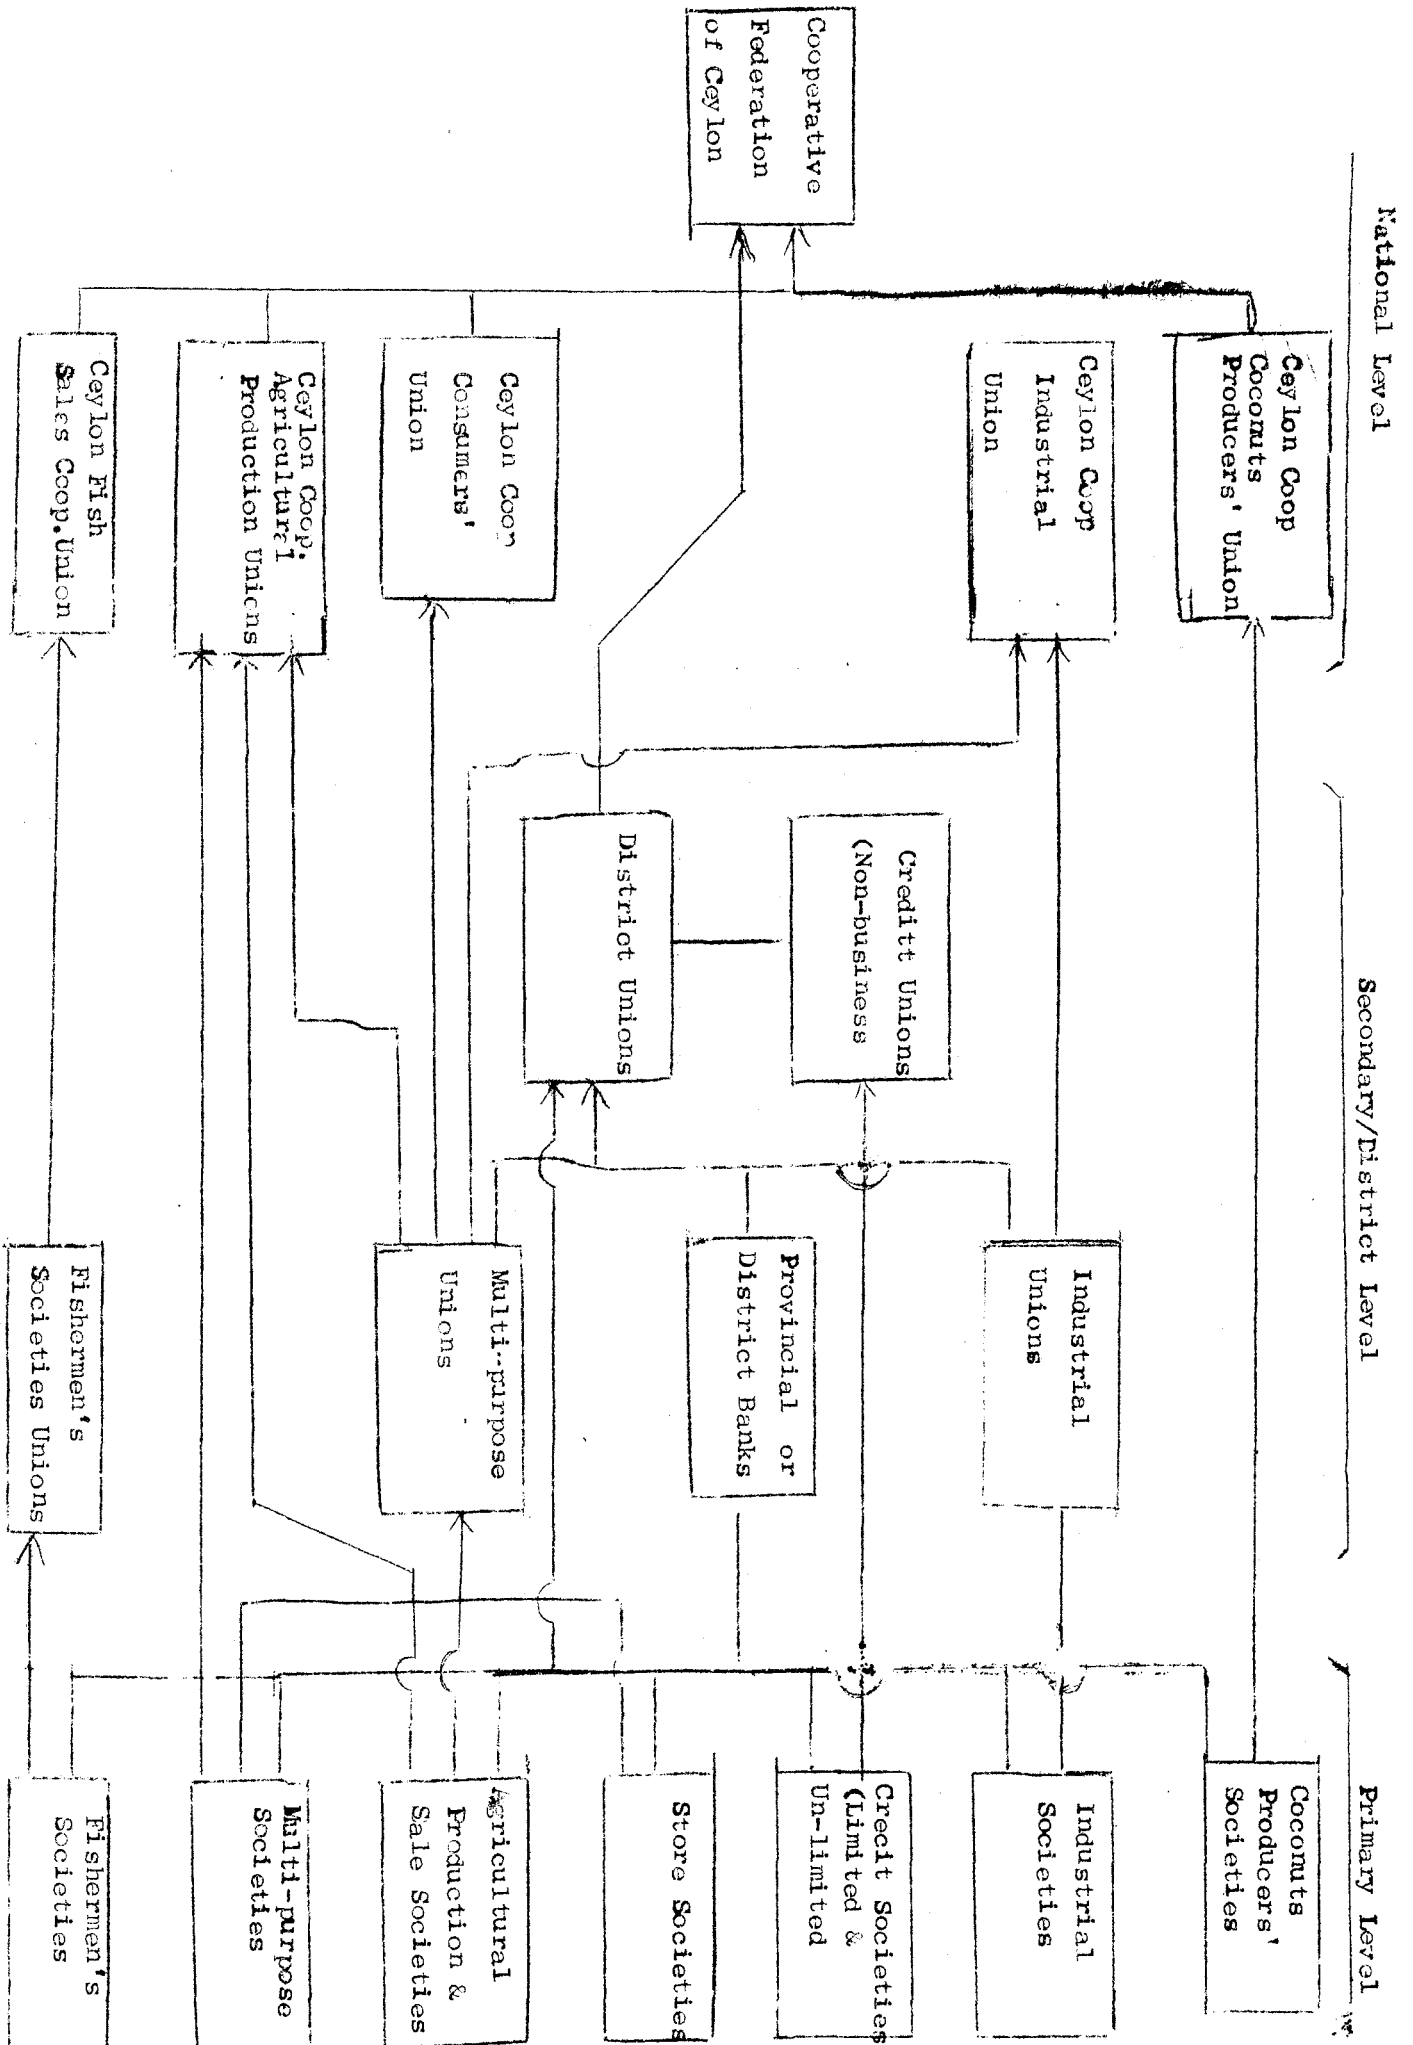 National Level
Secondary/District Level
Primary Level
Cooperative
Federation
of Ceylon
Ceylon Coop
Coconuts
Producers' Union
Ceylon Coop
Industrial
Union
Ceylon Coop
Consumers'
Union
Ceylon Coop.
Agricultural
Production Unions
Ceylon Fish
Sales Coop.Union
Creditt Unions
(Non-business
District Unions
Industrial
Unions
Provincial or
District Banks
Multi-purpose
Unions
Fishermen's
Societies Unions
Coconuts
Producers'
Societies
Industrial
Societies
Crecit Societies
(Limited &
Un-limited
Store Societies
Agricultural
Production &
Sale Societies
Multi-purpose
Societies
Fishermen's
Societies